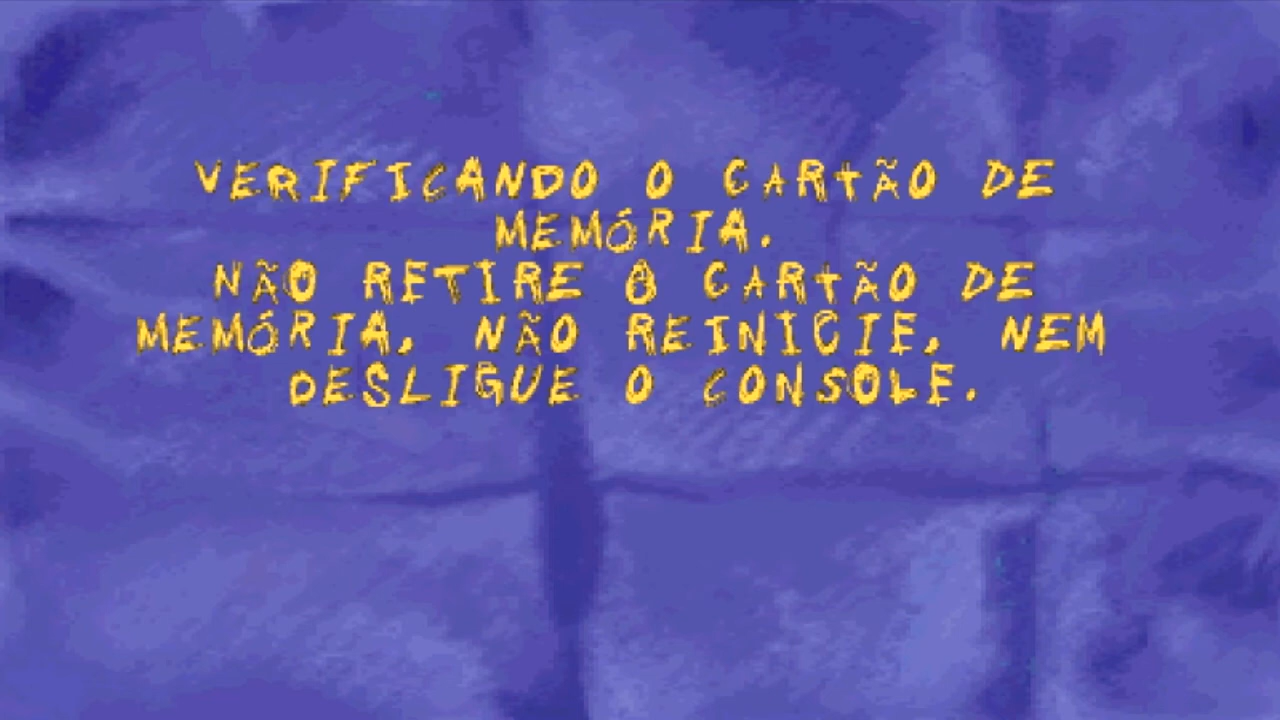 VERIFICANDO O CARTÃO DE
MEMÓRIA.
NÃO RETIRE O CARTÃO DE
MEMÓRIA, NÃO REINICIE, NEM
DESLIGUE O CONSOLE.